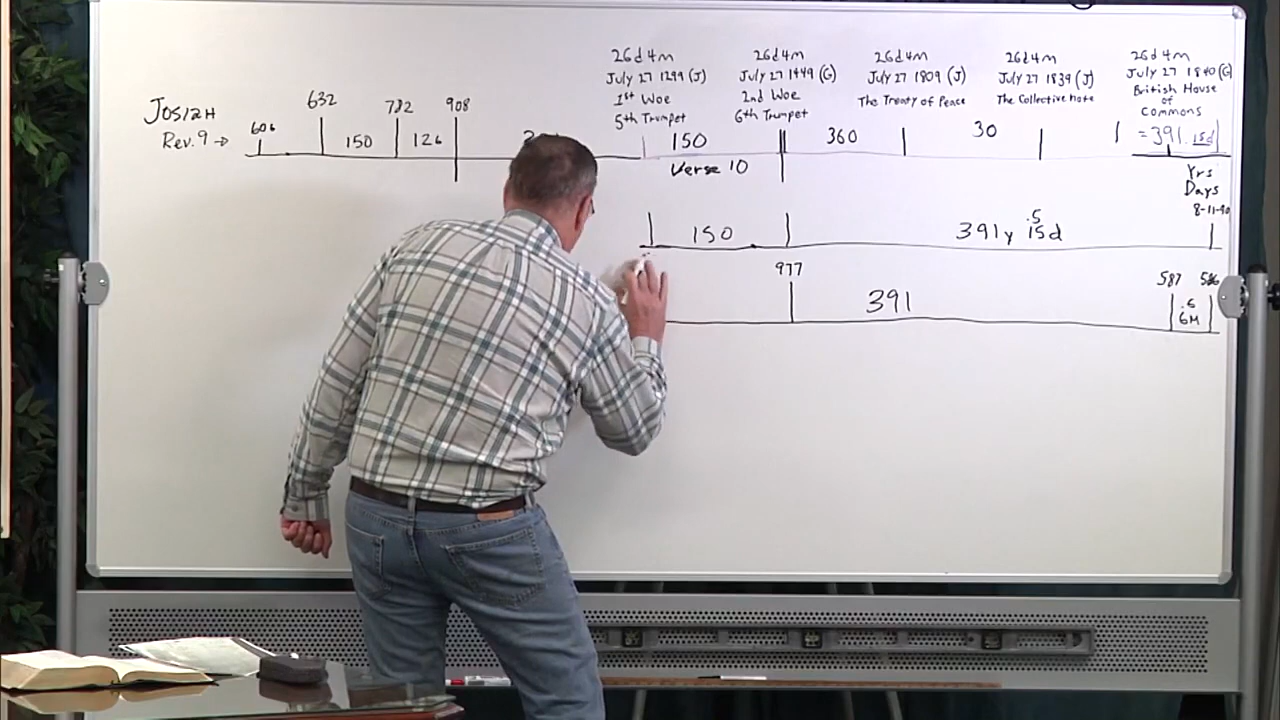 JOSIAH
Rev. 9 →
606
632
150
782
126
908
26d 4m
July 27 1299 (J)
1st Woe
5th Trumpet
150
Verse 10
26d 4m
July 27 1449 (G)
2nd Woe
6th Trumpet
360
26d 4m
July 27 1809 (J)
The Treaty of Peace
30
26d 4m
July 27 1839 (J)
The Collective note
26d 4m
July 27 1840 (G)
British House
of
Commons
= 391. 15d
Yrs
Days
8-11-40
150
391y 15d
.5
977
391
587
586
.5
6M